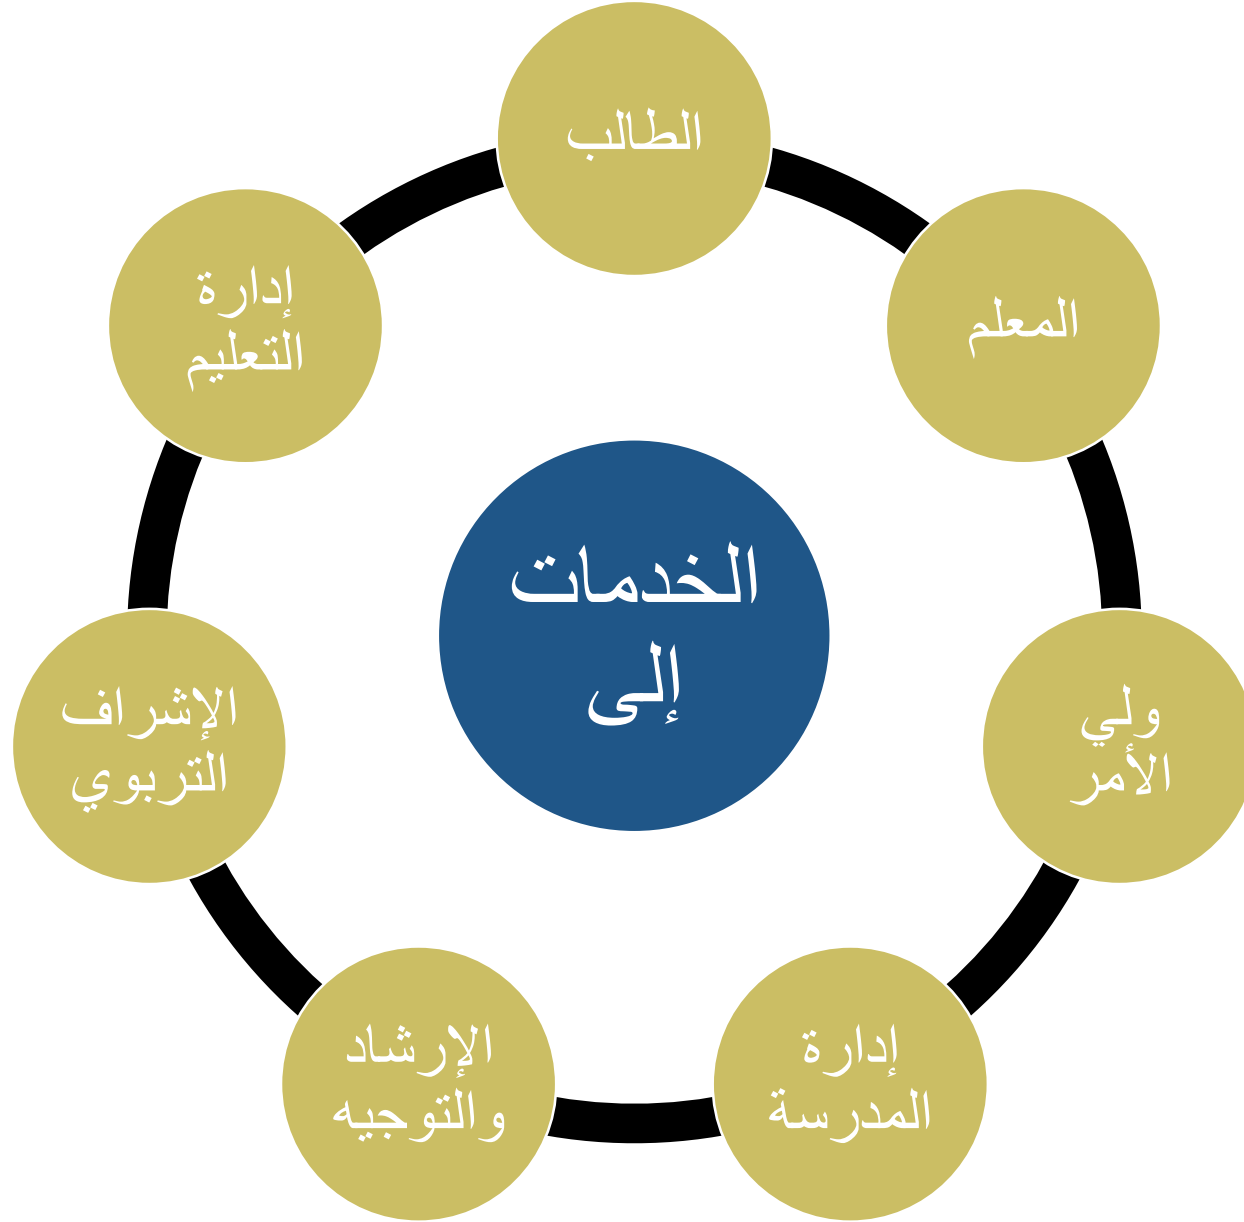 الطالب
المعلم
ولي
الأمر
إدارة
المدرسة
الإرشاد
والتوجيه
الإشراف
التربوي
إدارة
التعليم
الخدمات
إلى